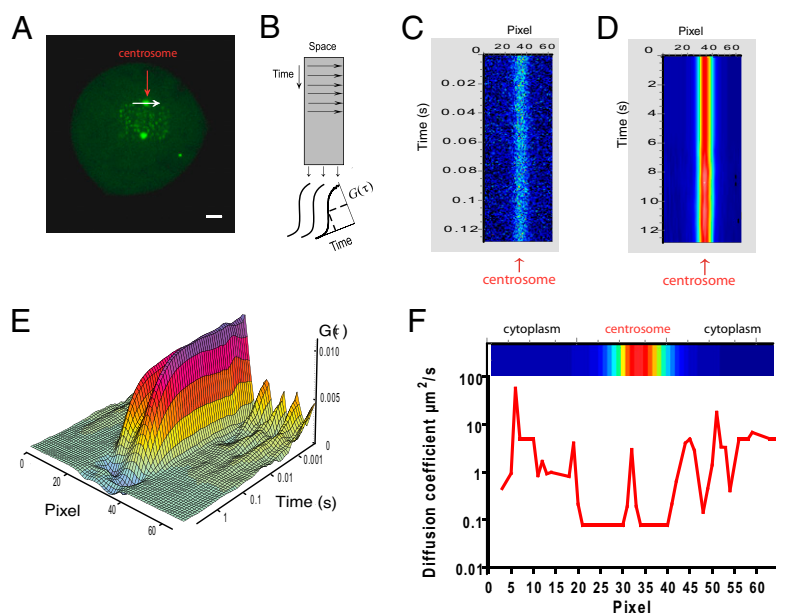 A
centrosome
B
Space
Time
G(τ)
Time
C
Pixel
0 20 40 60
Time (s)
0.02
0.04
0.06
0.08
0.1
0.12
centrosome
D
Pixel
0 20 40 60
Time (s)
2
4
6
8
10
12
centrosome
E
G(τ)
0.010
0.005
0
0.001
0.01
0.1
1
Time (s)
0
20
40
60
Pixel
F
cytoplasm centrosome cytoplasm
Diffusion coefficient µm²/s
100
10
1
0.1
0.01
0 5 10 15 20 25 30 35 40 45 50 55 60
Pixel